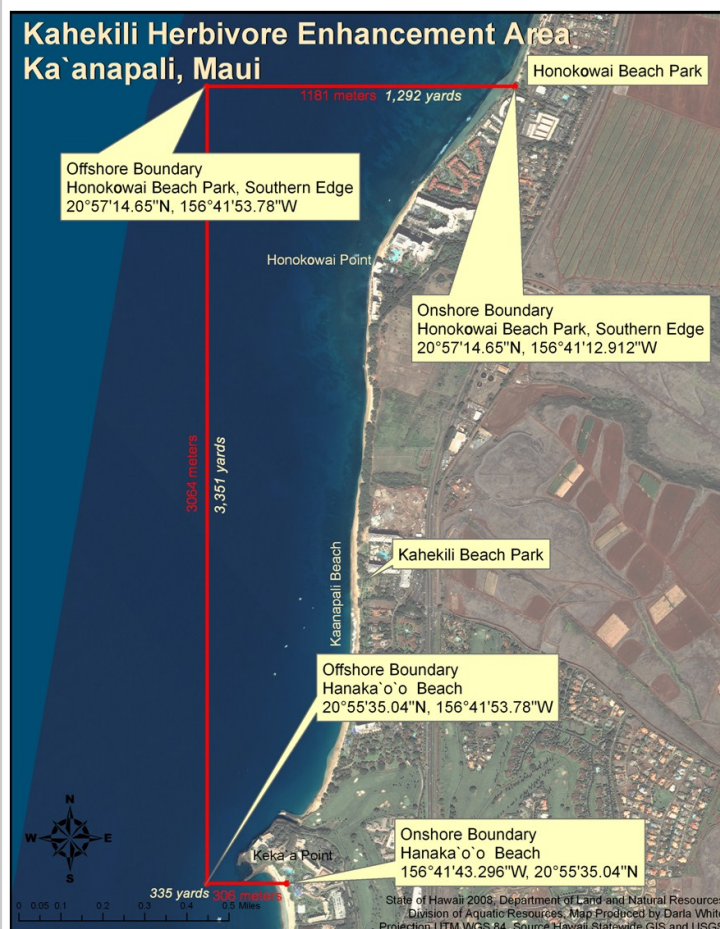 Kahekili Herbivore Enhancement Area
Ka`anapali, Maui
Honokowai Beach Park
1181 meters 1,292 yards
Offshore Boundary
Honokowai Beach Park, Southern Edge
20°57'14.65"N, 156°41'53.78"W
Honokowai Point
Onshore Boundary
Honokowai Beach Park, Southern Edge
20°57'14.65"N, 156°41'12.912"W
3064 meters
3,351 yards
Kahekili Beach Park
Kaanapali Beach
Offshore Boundary
Hanaka`o`o Beach
20°55'35.04"N, 156°41'53.78"W
N
W E
S
Keka`a Point
Onshore Boundary
Hanaka`o`o Beach
156°41'43.296"W, 20°55'35.04"N
335 yards 306 meters
0 0.05 0.1 0.2 0.3 0.4 0.5 Miles
State of Hawaii 2008, Department of Land and Natural Resources
Division of Aquatic Resources, Map Produced by Darla White
Projection UTM WGS 84, Source Hawaii Statewide GIS and USGS